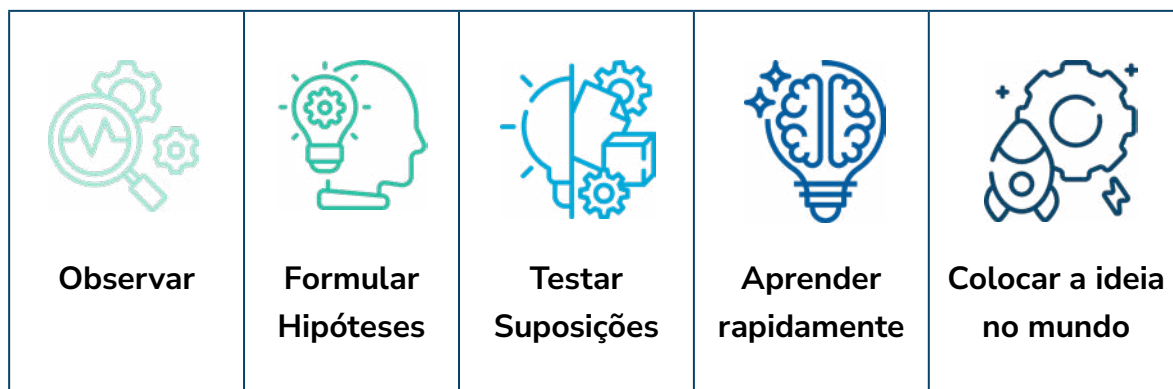 Observar
Formular
Hipóteses
Testar
Suposições
Aprender
rapidamente
Colocar a ideia
no mundo